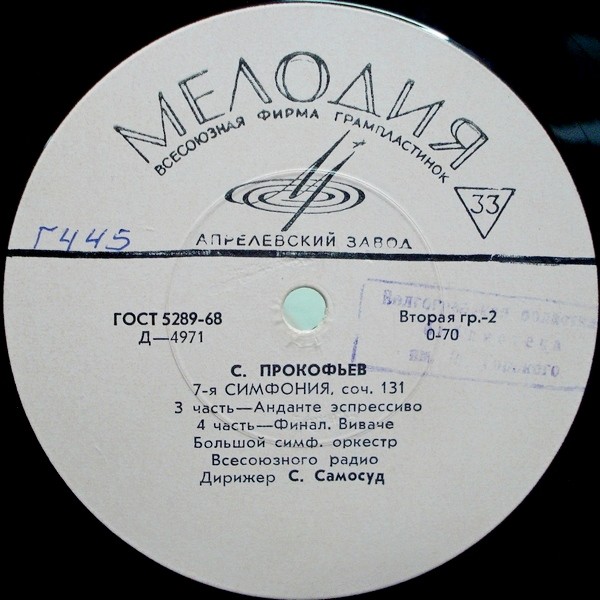 МЕЛОДИЯ
ВСЕСОЮЗНАЯ ФИРМА ГРАМПЛАСТИНОК
33
АПРЕЛЕВСКИЙ ЗАВОД
Г445
ГОСТ 5289-68
Д—4971
Вторая гр.-2
0-70
С. ПРОКОФЬЕВ
7-я СИМФОНИЯ, соч. 131
3 часть—Анданте эспрессиво
4 часть—Финал. Виваче
Большой симф. оркестр
Всесоюзного радио
Дирижер С. Самосуд